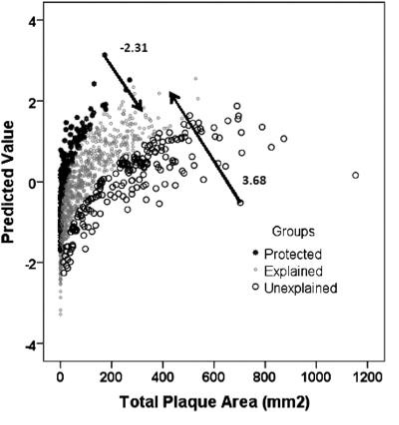 4
-2.31
2
Predicted Value
0
3.68
Groups
Protected
Explained
Unexplained
-2
-4
0 200 400 600 800 1000 1200
Total Plaque Area (mm2)